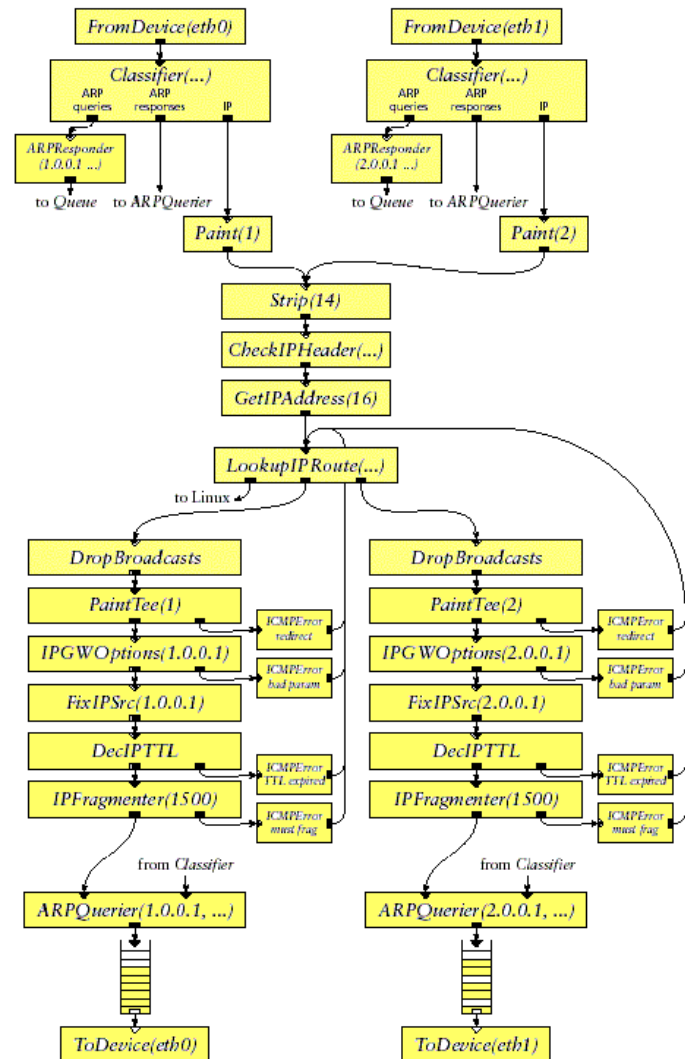 FromDevice(eth0)
FromDevice(eth1)
Classifier(...)
ARP queries
ARP responses
IP
Classifier(...)
ARP queries
ARP responses
IP
ARPResponder
(1.0.0.1 ...)
ARPResponder
(2.0.0.1 ...)
to Queue
to ARPQuerier
to Queue
to ARPQuerier
Paint(1)
Paint(2)
Strip(14)
CheckIPHeader(...)
GetIPAddress(16)
LookupIPRoute(...)
to Linux
DropBroadcasts
DropBroadcasts
PaintTee(1)
ICMPError
redirect
PaintTee(2)
ICMPError
redirect
IPGWOptions(1.0.0.1)
ICMPError
bad param
IPGWOptions(2.0.0.1)
ICMPError
bad param
FixIPSrc(1.0.0.1)
FixIPSrc(2.0.0.1)
DecIPTTL
ICMPError
TTL expired
DecIPTTL
ICMPError
TTL expired
IPFragmenter(1500)
ICMPError
must frag
IPFragmenter(1500)
ICMPError
must frag
from Classifier
from Classifier
ARPQuerier(1.0.0.1, ...)
ARPQuerier(2.0.0.1, ...)
ToDevice(eth0)
ToDevice(eth1)